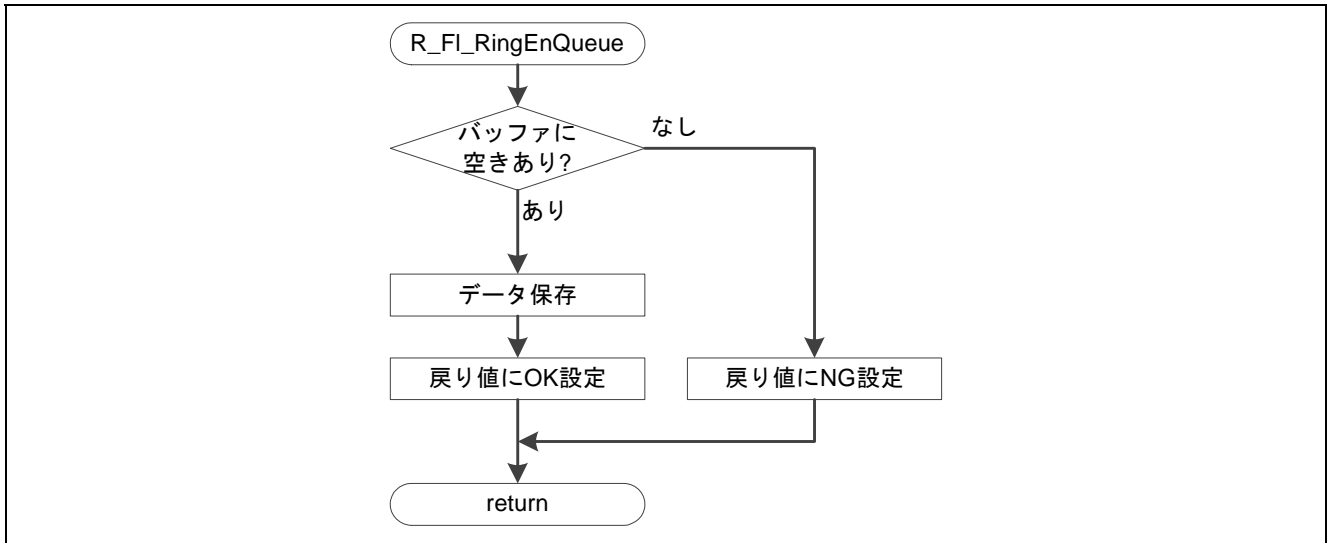 R_Fl_RingEnQueue
バッファに
空きあり?
なし
あり
データ保存
戻り値にOK設定
戻り値にNG設定
return